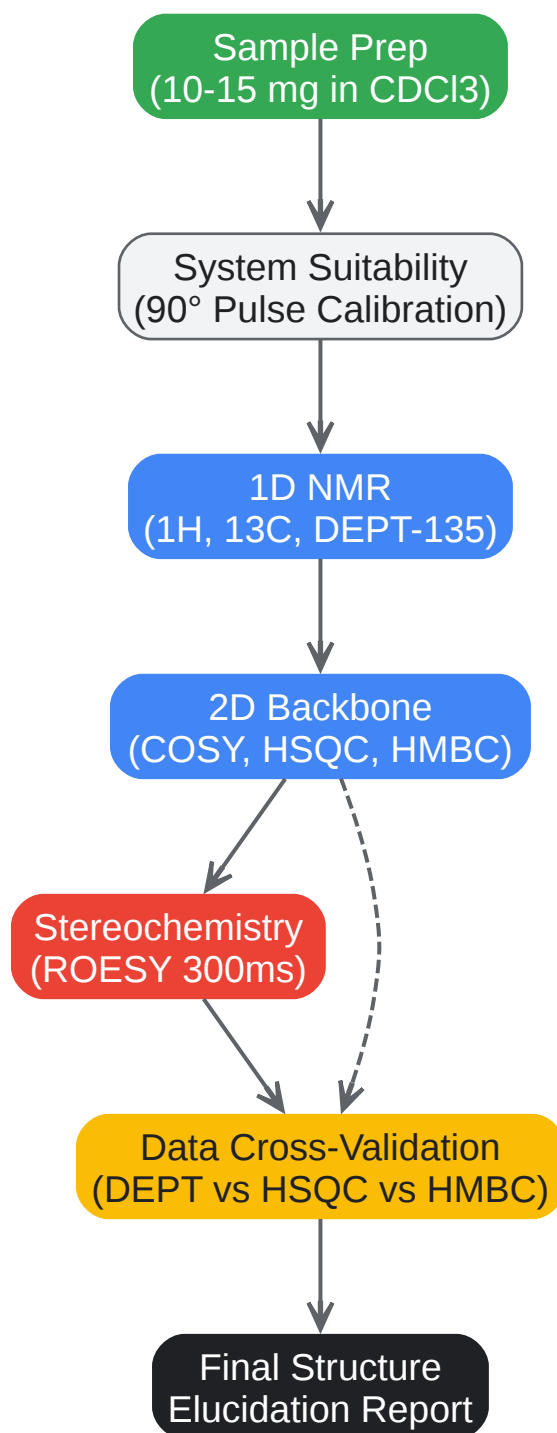 Sample Prep
(10-15 mg in CDCl3)
System Suitability
(90° Pulse Calibration)
1D NMR
(1H, 13C, DEPT-135)
2D Backbone
(COSY, HSQC, HMBC)
Stereochemistry
(ROESY 300ms)
Data Cross-Validation
(DEPT vs HSQC vs HMBC)
Final Structure
Elucidation Report